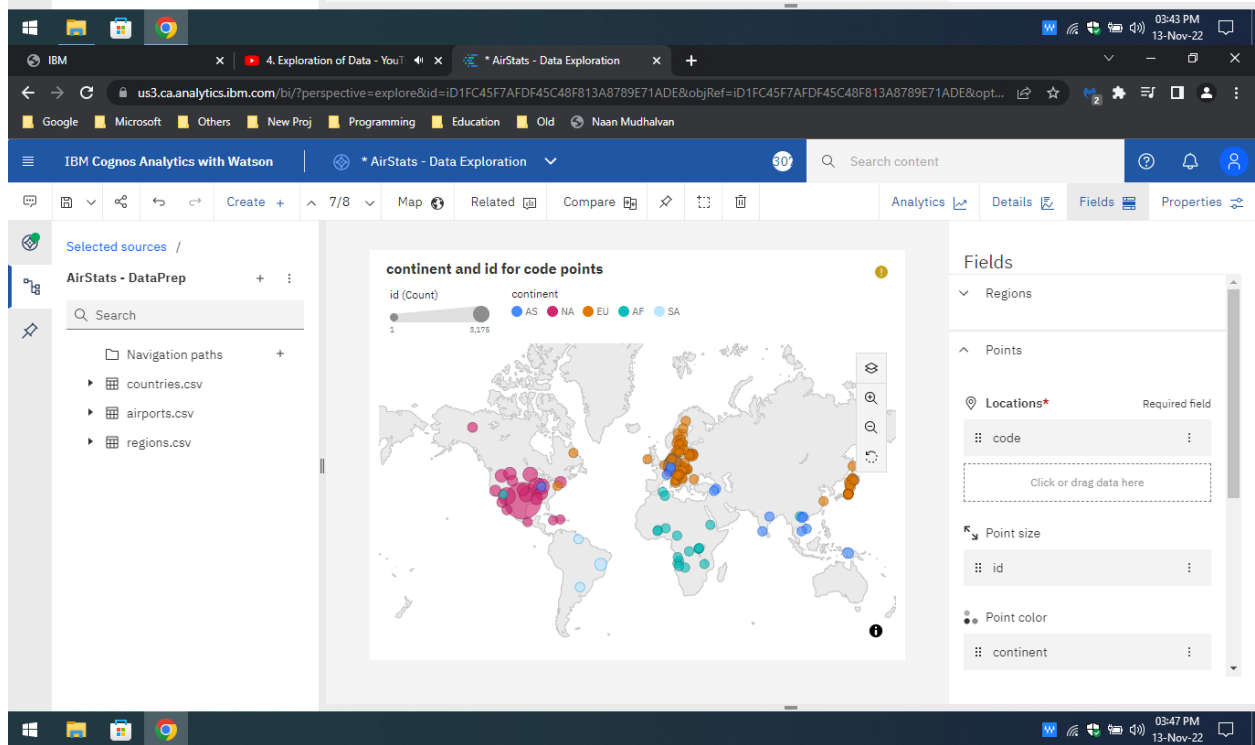 03:43 PM
13-Nov-22
IBM
4. Exploration of Data - YouT
* AirStats - Data Exploration
us3.ca.analytics.ibm.com/bi/?perspective=explore&id=iD1FC45F7AFDF45C48F813A8789E71ADE&objRef=iD1FC45F7AFDF45C48F813A8789E71ADE&opt...
2
Google Microsoft Others New Proj Programming Education Old Naan Mudhalvan
IBM Cognos Analytics with Watson
* AirStats - Data Exploration
Search content
Create + 7/8 Map Related Compare
Analytics Details Fields Properties
Selected sources /
AirStats - DataPrep
Search
Navigation paths
countries.csv
airports.csv
regions.csv
continent and id for code points
id (Count)
1 3,175
continent
AS NA EU AF SA
Fields
Regions
Points
Locations* Required field
code
Click or drag data here
Point size
id
Point color
continent
03:47 PM
13-Nov-22